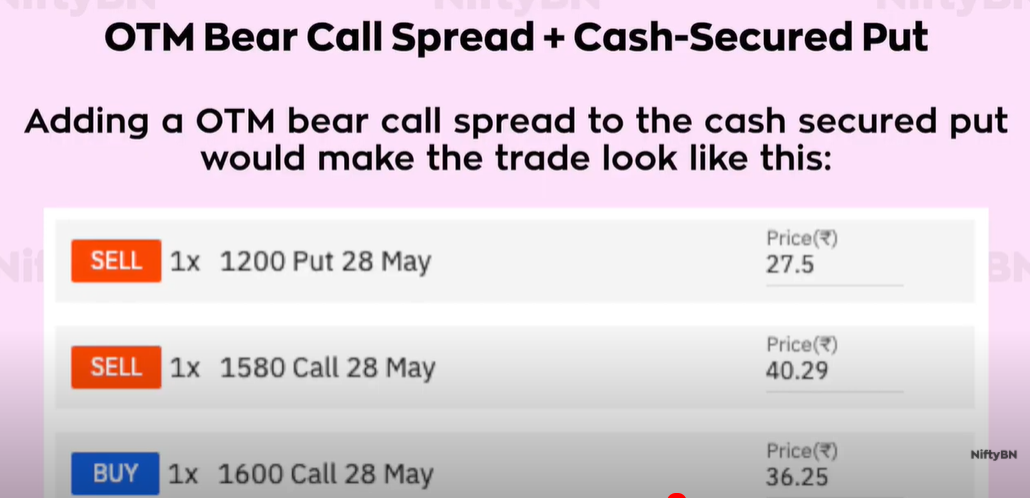 OTM Bear Call Spread + Cash-Secured Put
Adding a OTM bear call spread to the cash secured put
would make the trade look like this:
SELL 1x 1200 Put 28 May
Price(₹)
27.5
SELL 1x 1580 Call 28 May
Price(₹)
40.29
BUY 1x 1600 Call 28 May
Price(₹)
36.25
NiftyBN